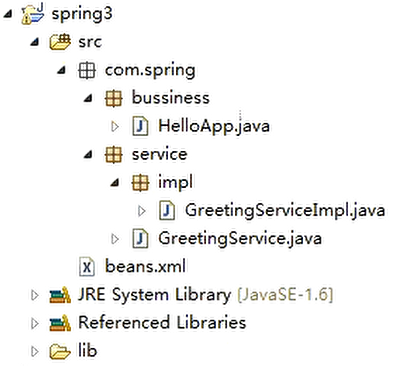 spring3
src
com.spring
bussiness
HelloApp.java
service
impl
GreetingServiceImpl.java
GreetingService.java
beans.xml
JRE System Library [JavaSE-1.6]
Referenced Libraries
lib